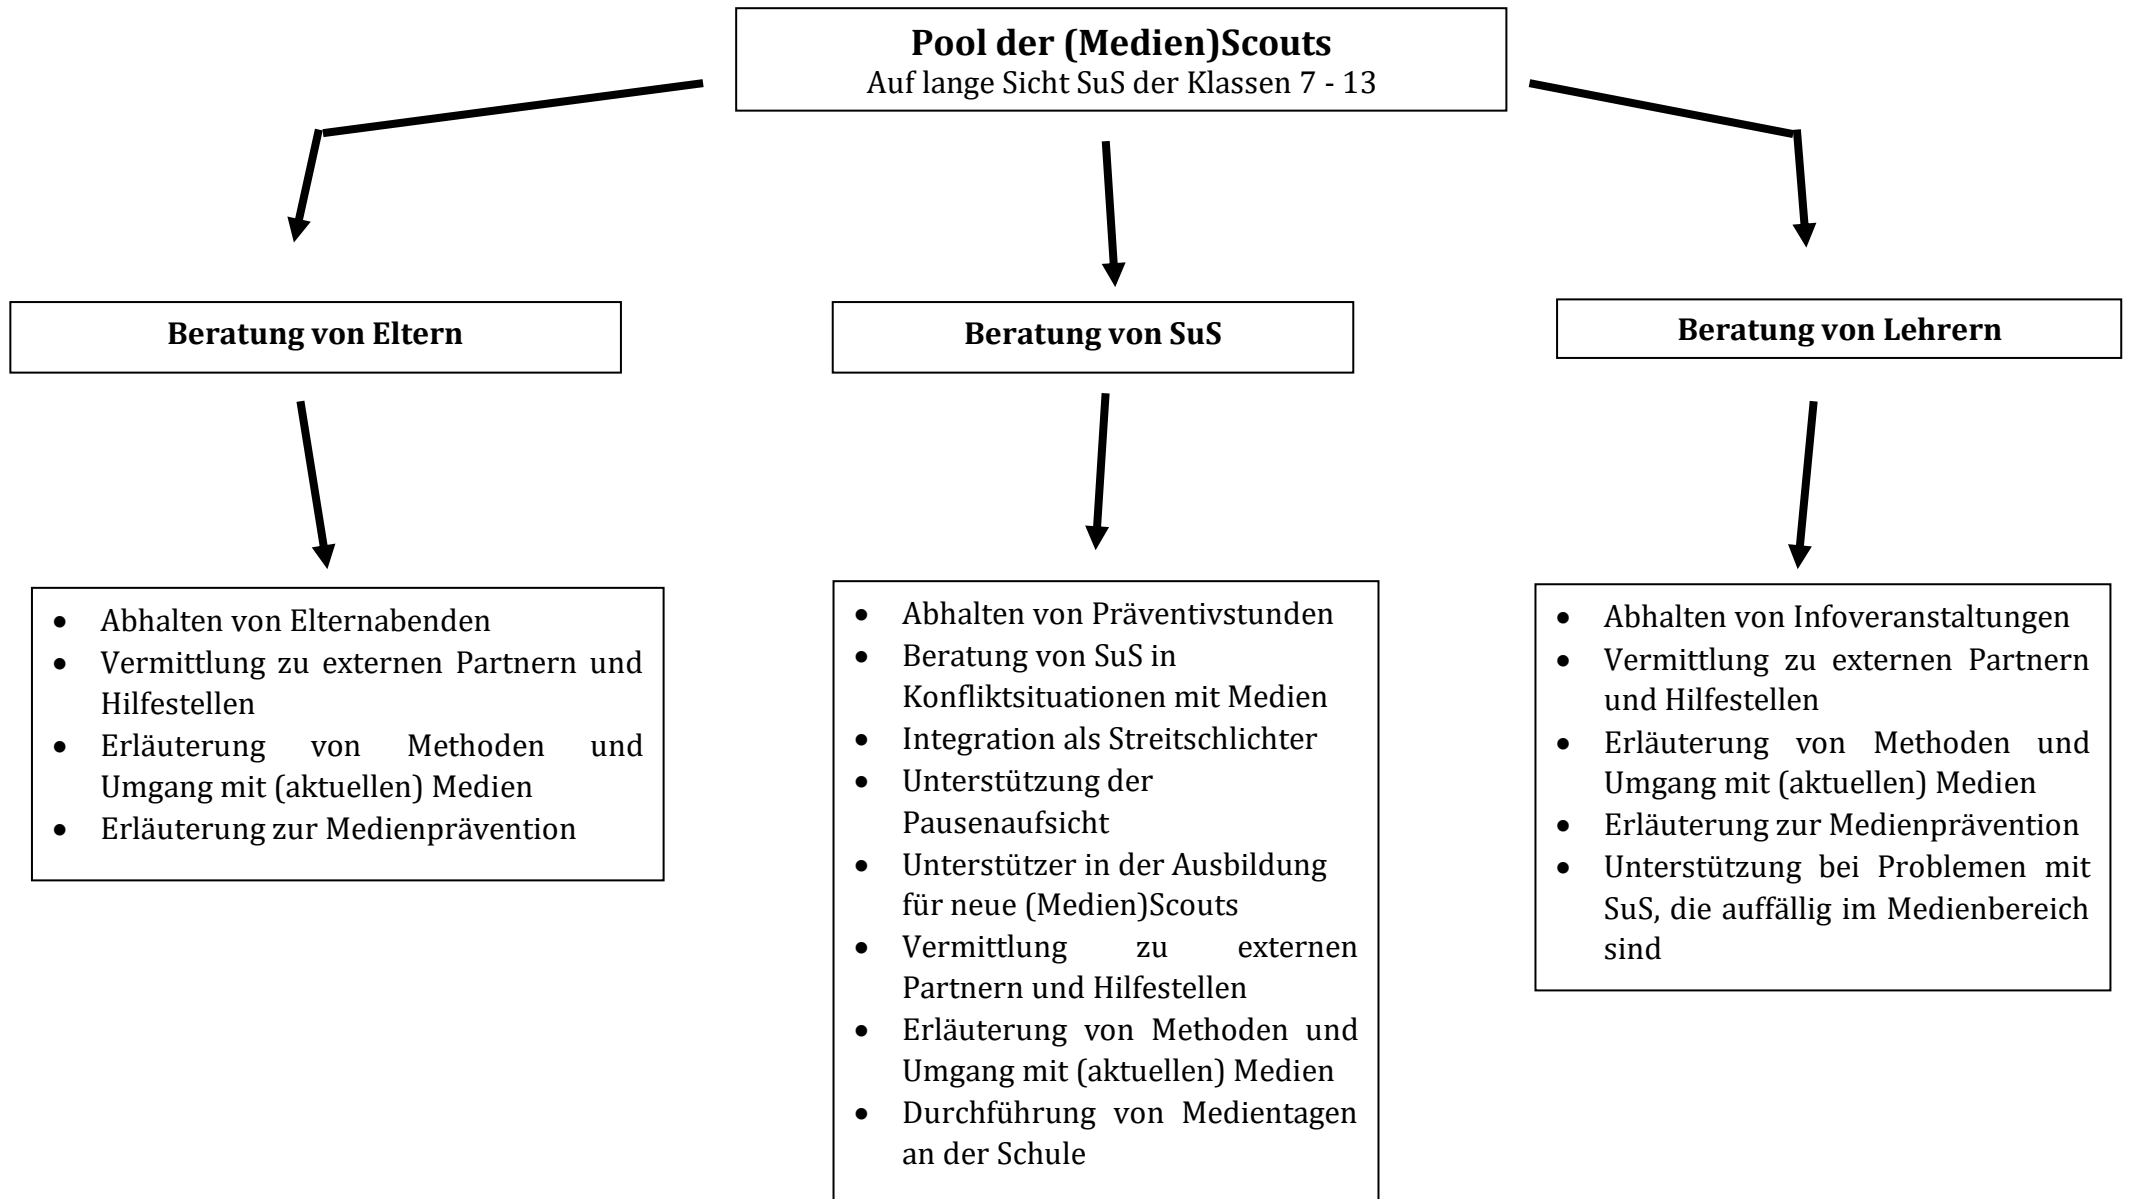 Pool der (Medien)Scouts
Auf lange Sicht SuS der Klassen 7 - 13
Beratung von Eltern
Beratung von SuS
Beratung von Lehrern
• Abhalten von Elternabenden
• Vermittlung zu externen Partnern und
Hilfestellen
• Erläuterung von Methoden und
Umgang mit (aktuellen) Medien
• Erläuterung zur Medienprävention
• Abhalten von Präventivstunden
• Beratung von SuS in
Konfliktsituationen mit Medien
• Integration als Streitschlichter
• Unterstützung der
Pausenaufsicht
• Unterstützer in der Ausbildung
für neue (Medien)Scouts
• Vermittlung zu externen
Partnern und Hilfestellen
• Erläuterung von Methoden und
Umgang mit (aktuellen) Medien
• Durchführung von Medientagen
an der Schule
• Abhalten von Infoveranstaltungen
• Vermittlung zu externen Partnern
und Hilfestellen
• Erläuterung von Methoden und
Umgang mit (aktuellen) Medien
• Erläuterung zur Medienprävention
• Unterstützung bei Problemen mit
SuS, die auffällig im Medienbereich
sind